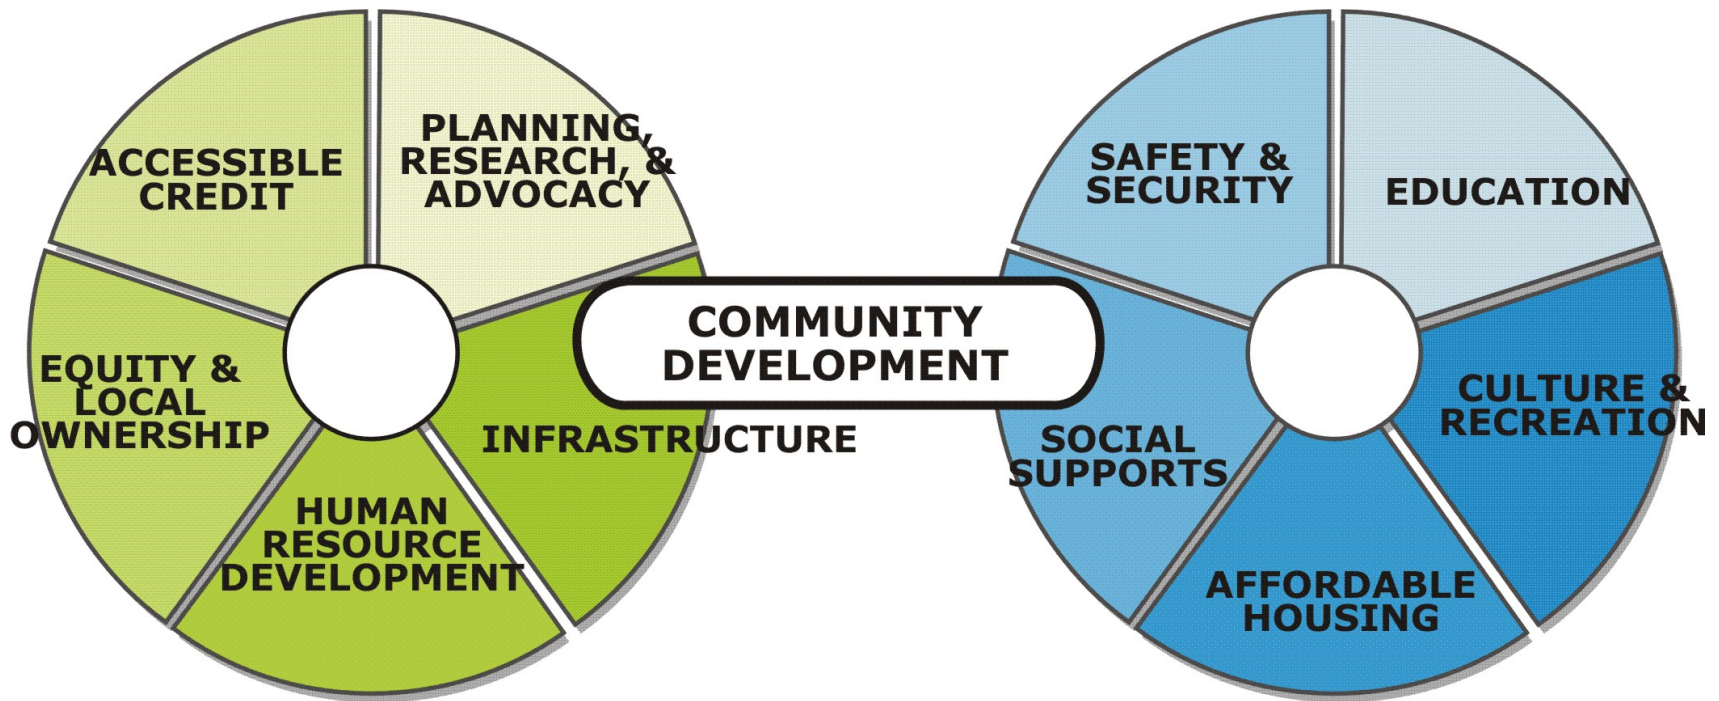 ACCESSIBLE
CREDIT
PLANNING,
RESEARCH, &
ADVOCACY
EQUITY &
LOCAL
OWNERSHIP
INFRASTRUCTURE
HUMAN
RESOURCE
DEVELOPMENT
COMMUNITY
DEVELOPMENT
SAFETY &
SECURITY
EDUCATION
SOCIAL
SUPPORTS
CULTURE &
RECREATION
AFFORDABLE
HOUSING